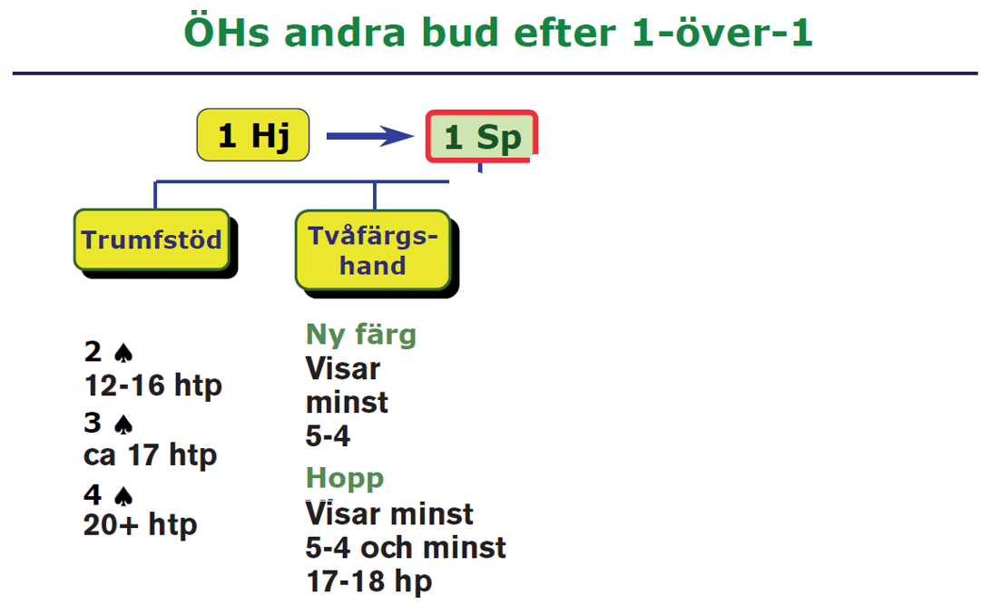 ÖHs andra bud efter 1-över-1
1 Hj
1 Sp
Trumfstöd
2 ♠
12-16 htp
3 ♠
ca 17 htp
4 ♠
20+ htp
Tvåfärgs-
hand
Ny färg
Visar
minst
5-4
Hopp
Visar minst
5-4 och minst
17-18 hp